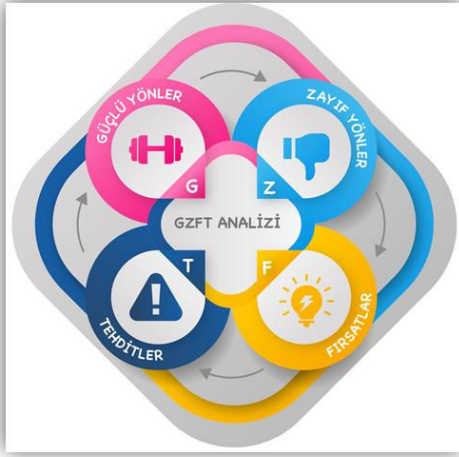 GÜÇLÜ YÖNLER
ZAYIF YÖNLER
G
Z
GZFT ANALİZİ
T
F
TEHDİTLER
FIRSATLAR